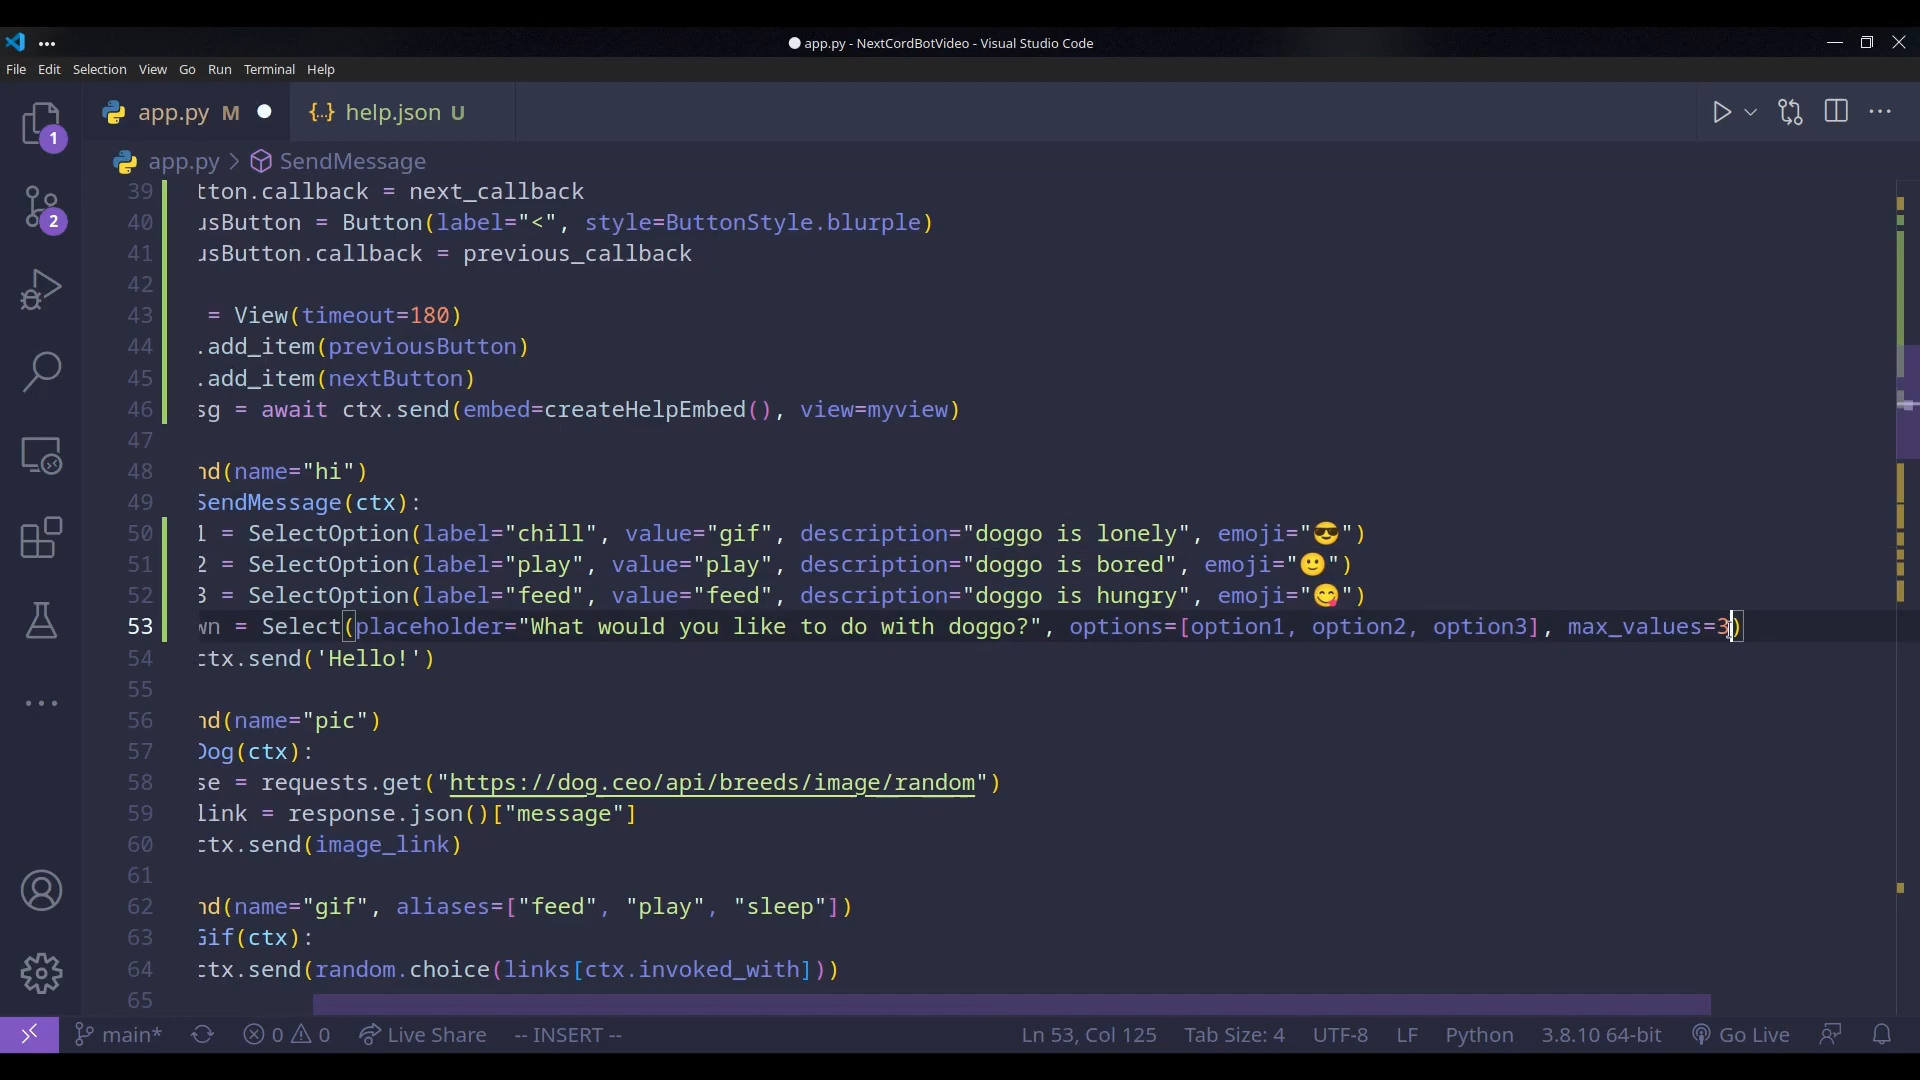 app.py - NextCordBotVideo - Visual Studio Code
File Edit Selection View Go Run Terminal Help
app.py M
{..} help.json U
1
2
app.py > SendMessage
39 tton.callback = next_callback
40 usButton = Button(label="<", style=ButtonStyle.blurple)
41 usButton.callback = previous_callback
42
43 = View(timeout=180)
44 .add_item(previousButton)
45 .add_item(nextButton)
46 sg = await ctx.send(embed=createHelpEmbed(), view=myview)
47
48 nd(name="hi")
49 SendMessage(ctx):
50 1 = SelectOption(label="chill", value="gif", description="doggo is lonely", emoji="😎")
51 2 = SelectOption(label="play", value="play", description="doggo is bored", emoji="🙂")
52 3 = SelectOption(label="feed", value="feed", description="doggo is hungry", emoji="😋")
53 wn = Select(placeholder="What would you like to do with doggo?", options=[option1, option2, option3], max_values=3)
54 ctx.send('Hello!')
55
56 nd(name="pic")
57 Dog(ctx):
58 se = requests.get("https://dog.ceo/api/breeds/image/random")
59 link = response.json()["message"]
60 ctx.send(image_link)
61
62 nd(name="gif", aliases=["feed", "play", "sleep"])
63 Gif(ctx):
64 ctx.send(random.choice(links[ctx.invoked_with]))
65
main* 0 0 Live Share -- INSERT -- Ln 53, Col 125 Tab Size: 4 UTF-8 LF Python 3.8.10 64-bit Go Live